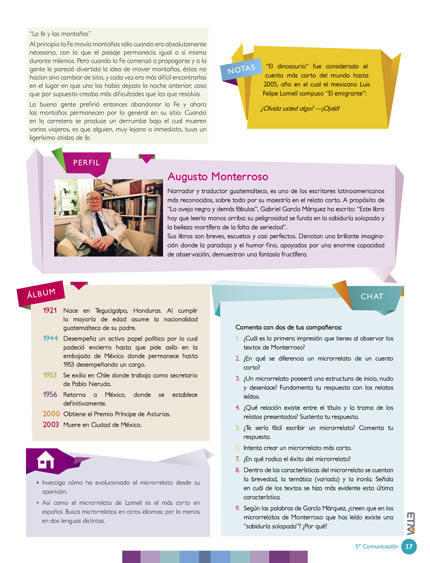 "La fe y las montañas"
Al principio la Fe movía montañas sólo cuando era absolutamente
necesario, con lo que el paisaje permanecía igual a sí mismo
durante milenios. Pero cuando la Fe comenzó a propagarse y a la
gente le pareció divertida la idea de mover montañas, éstas no
hacían sino cambiar de sitio, y cada vez era más difícil encontrarlas
en el lugar en que uno las había dejado la noche anterior; cosa
que por supuesto creaba más dificultades que las que resolvía.
La buena gente prefirió entonces abandonar la Fe y ahora
las montañas permanecen por lo general en su sitio. Cuando
en la carretera se produce un derrumbe bajo el cual mueren
varios viajeros, es que alguien, muy lejano o inmediato, tuvo un
ligerísimo atisbo de fe.
NOTAS
"El dinosaurio" fue considerado el
cuento más corto del mundo hasta
2005, año en el cual el mexicano Luis
Felipe Lomelí compuso "El emigrante":
¿Olvida usted algo? —¡Ojalá!
PERFIL
Augusto Monterroso
Narrador y traductor guatemalteco, es uno de los escritores latinoamericanos
más reconocidos, sobre todo por su maestría en el relato corto. A propósito de
"La oveja negra y demás fábulas", Gabriel García Márquez ha escrito: "Este libro
hay que leerlo manos arriba: su peligrosidad se funda en la sabiduría solapada y
la belleza mortífera de la falta de seriedad".
Sus libros son breves, escuetos y casi perfectos. Denotan una brillante imagina-
ción donde la paradoja y el humor fino, apoyados por una enorme capacidad
de observación, demuestran una fantasía fructífera.
ÁLBUM
1921 Nace en Tegucigalpa, Honduras. Al cumplir
la mayoría de edad asume la nacionalidad
guatemalteca de su padre.
1944 Desempeña un activo papel político por lo cual
padeció encierro hasta que pide asilo en la
embajada de México donde permanece hasta
1953 desempeñando un cargo.
1953 Se exilia en Chile donde trabaja como secretario
de Pablo Neruda.
1956 Retorna a México, donde se establece
definitivamente.
2000 Obtiene el Premio Príncipe de Asturias.
2003 Muere en Ciudad de México.
• Investiga cómo ha evolucionado el microrrelato desde su
aparición.
• Así como el microrrelato de Lomelí es el más corto en
español. Busca microrrelatos en otros idiomas; por lo menos
en dos lenguas distintas.
CHAT
Comenta con dos de tus compañeros:
1. ¿Cuál es la primera impresión que tienes al observar los
textos de Monterroso?
2. ¿En qué se diferencia un microrrelato de un cuento
corto?
3. ¿Un microrrelato poseerá una estructura de inicio, nudo
y desenlace? Fundamenta tu respuesta con los relatos
leídos.
4. ¿Qué relación existe entre el título y la trama de los
relatos presentados? Sustenta tu respuesta.
5. ¿Te sería fácil escribir un microrrelato? Comenta tu
respuesta.
6. Intenta crear un microrrelato más corto.
7. ¿En qué radica el éxito del microrrelato?
8. Dentro de las características del microrrelato se cuentan
la brevedad, la temática (variada) y la ironía. Señala
en cuál de los textos se hizo más evidente esta última
característica.
9. Según las palabras de García Márquez, ¿creen que en los
microrrelatos de Monterroso que has leído existe una
"sabiduría solapada"? ¿Por qué?
5º Comunicación 17